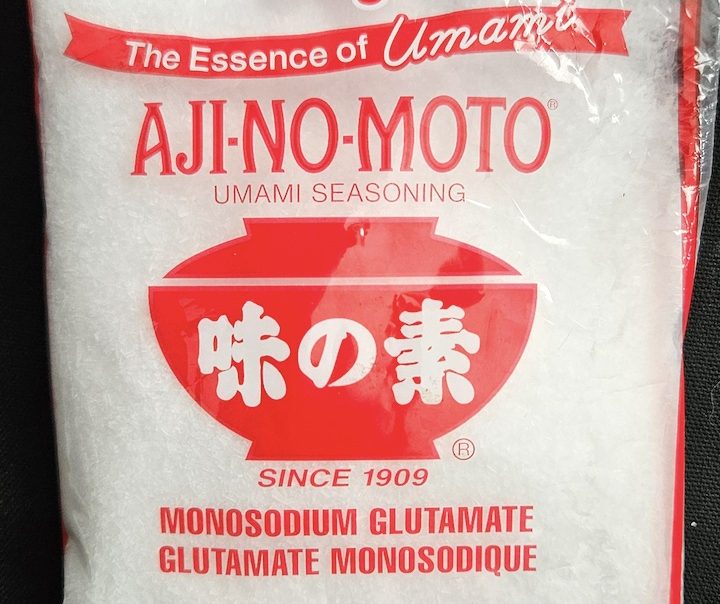 The Essence of Umami
AJI-NO-MOTO®
UMAMI SEASONING
味の素
®
SINCE 1909
MONOSODIUM GLUTAMATE
GLUTAMATE MONOSODIQUE